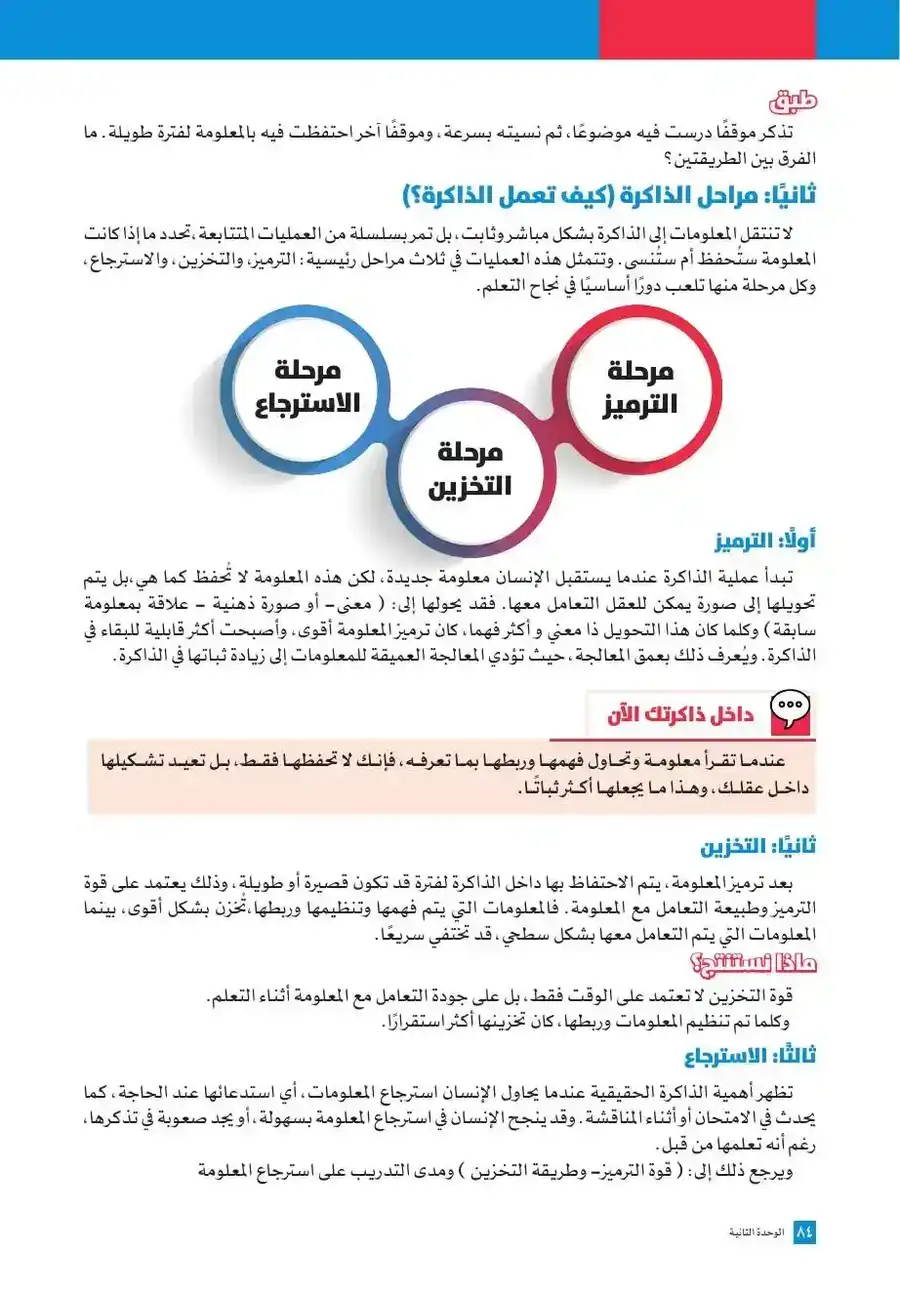 طبق
تذكر موقفًا درست فيه موضوعًا، ثم نسيته بسرعة، وموقفًا آخر احتفظت فيه بالمعلومة لفترة طويلة. ما
الفرق بين الطريقتين؟
ثانيًا: مراحل الذاكرة (كيف تعمل الذاكرة؟)
لا تنتقل المعلومات إلى الذاكرة بشكل مباشر وثابت، بل تمر بسلسلة من العمليات المتتابعة ،تحدد ما إذا كانت
المعلومة ستُحفظ أم ستُنسى. وتتمثل هذه العمليات في ثلاث مراحل رئيسية: الترميز، والتخزين، والاسترجاع،
وكل مرحلة منها تلعب دورًا أساسيًا في نجاح التعلم.
مرحلة
الترميز
مرحلة
التخزين
مرحلة
الاسترجاع
أولًا: الترميز
تبدأ عملية الذاكرة عندما يستقبل الإنسان معلومة جديدة، لكن هذه المعلومة لا تُحفظ كما هي،بل يتم
تحويلها إلى صورة يمكن للعقل التعامل معها. فقد يحولها إلى: ( معنى- أو صورة ذهنية - علاقة بمعلومة
سابقة) وكلما كان هذا التحويل ذا معني و أكثر فهما، كان ترميز المعلومة أقوى، وأصبحت أكثر قابلية للبقاء في
الذاكرة. ويُعرف ذلك بعمق المعالجة، حيث تؤدي المعالجة العميقة للمعلومات إلى زيادة ثباتها في الذاكرة.
داخل ذاكرتك الآن
عندما تقرأ معلومة وتحاول فهمها وربطها بما تعرفه، فإنك لا تحفظها فقط، بل تعيد تشكيلها
داخل عقلك، وهذا ما يجعلها أكثر ثباتًا.
ثانيًا: التخزين
بعد ترميز المعلومة، يتم الاحتفاظ بها داخل الذاكرة لفترة قد تكون قصيرة أو طويلة، وذلك يعتمد على قوة
الترميز وطبيعة التعامل مع المعلومة. فالمعلومات التي يتم فهمها وتنظيمها وربطها،تُخزن بشكل أقوى، بينما
المعلومات التي يتم التعامل معها بشكل سطحي، قد تختفي سريعًا.
ماذا نستنتج؟
قوة التخزين لا تعتمد على الوقت فقط، بل على جودة التعامل مع المعلومة أثناء التعلم.
وكلما تم تنظيم المعلومات وربطها، كان تخزينها أكثر استقرارًا.
ثالثًا: الاسترجاع
تظهر أهمية الذاكرة الحقيقية عندما يحاول الإنسان استرجاع المعلومات، أي استدعائها عند الحاجة، كما
يحدث في الامتحان أو أثناء المناقشة. وقد ينجح الإنسان في استرجاع المعلومة بسهولة، أو يجد صعوبة في تذكرها،
رغم أنه تعلمها من قبل.
ويرجع ذلك إلى: ( قوة الترميز- وطريقة التخزين ) ومدى التدريب على استرجاع المعلومة
٨٤ الوحدة الثانية